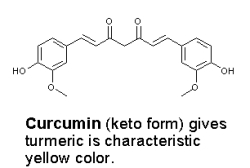 O O
HO OH
O O
Curcumin (keto form) gives
turmeric is characteristic
yellow color.